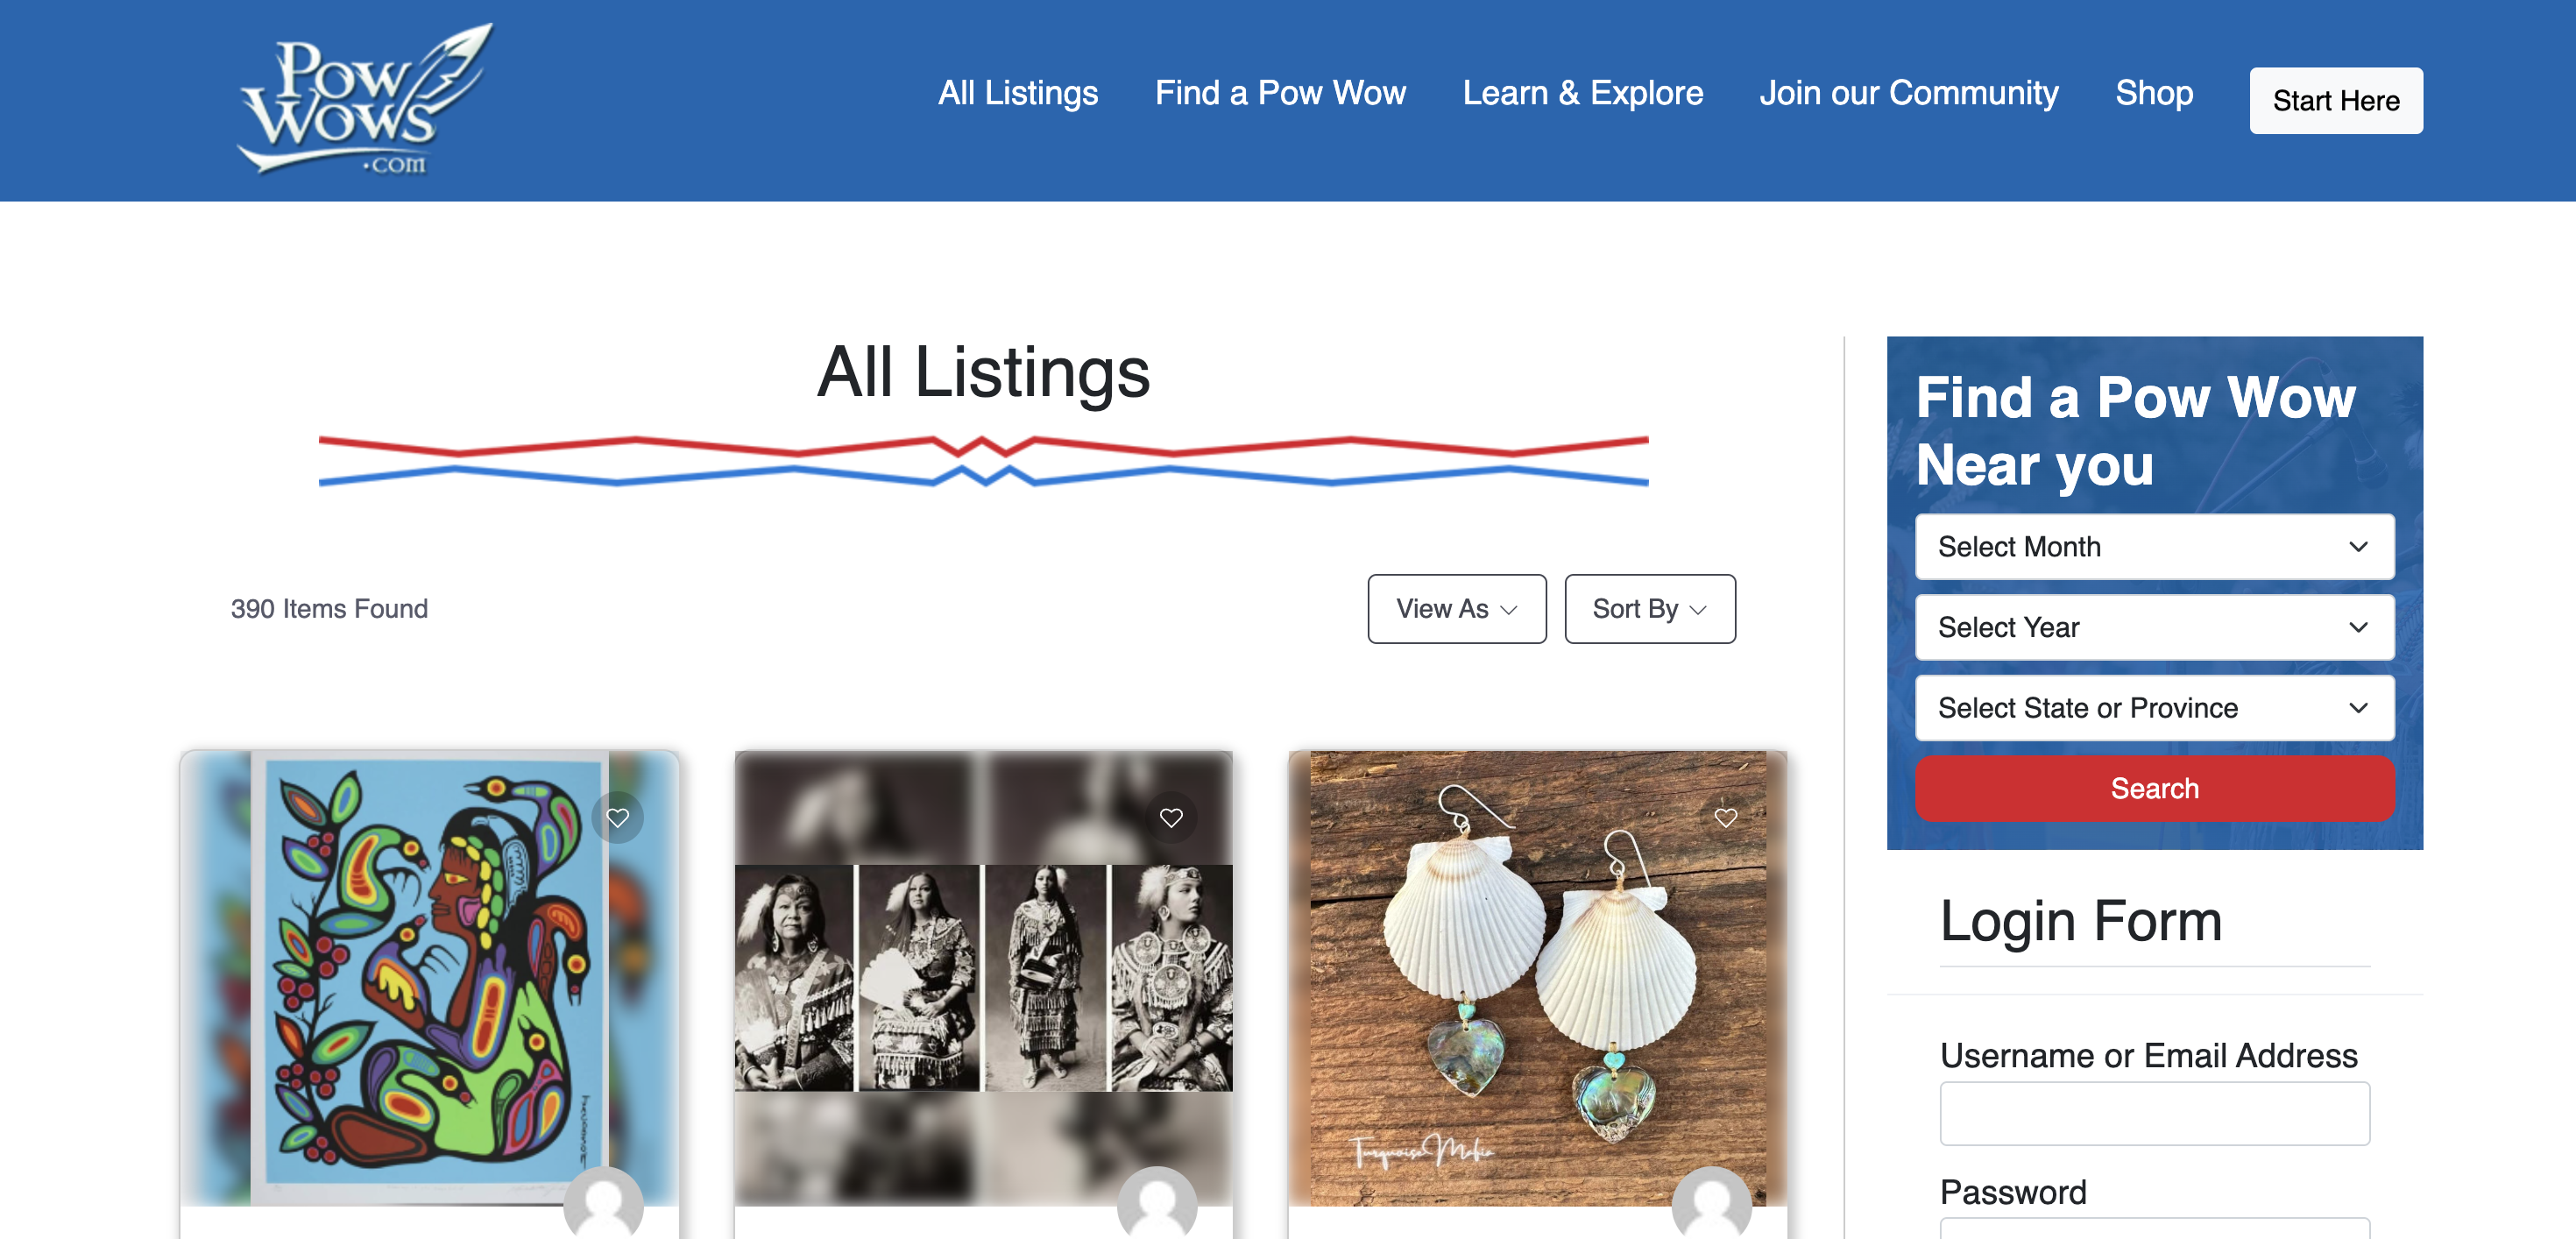 Pow
Wows
.com
All Listings
Find a Pow Wow
Learn & Explore
Join our Community
Shop
Start Here
All Listings
390 Items Found
View As
Sort By
Turquoise Mafia
Find a Pow Wow
Near you
Select Month
Select Year
Select State or Province
Search
Login Form
Username or Email Address
Password